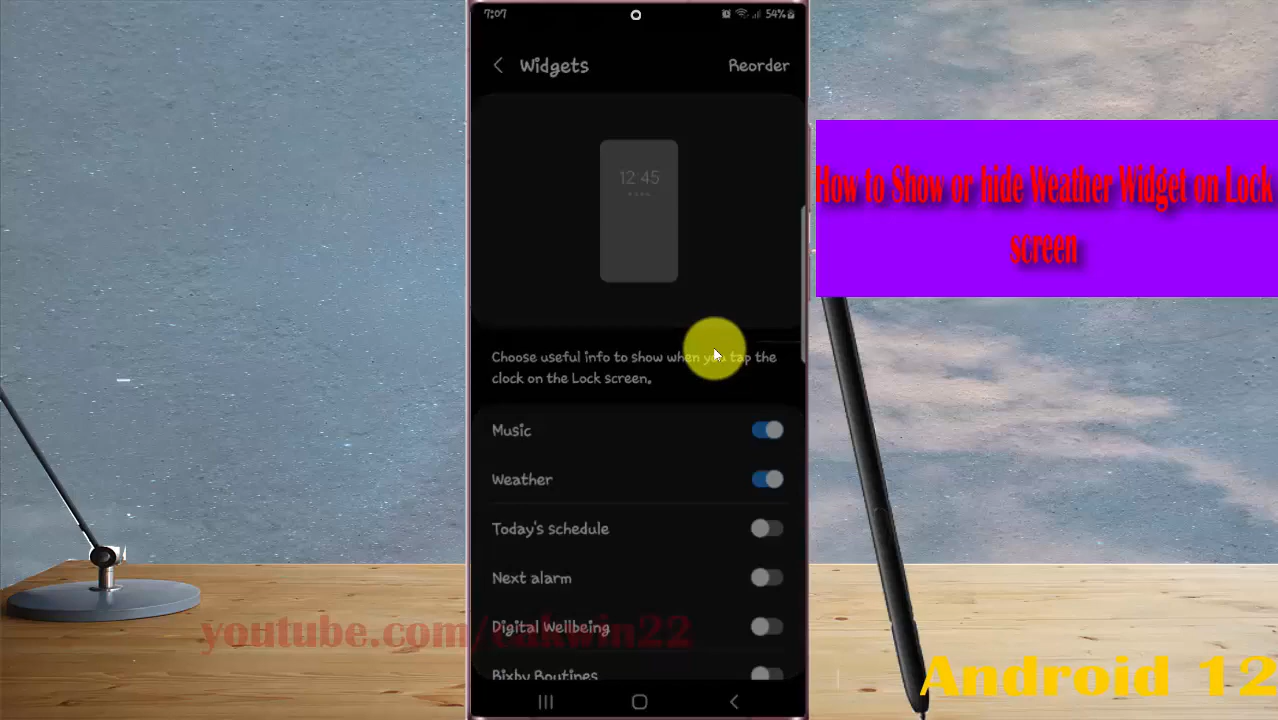 7:07
54%
Widgets
Reorder
12 45
Choose useful info to show when you tap the
clock on the Lock screen.
Music
Weather
Today's schedule
Next alarm
Digital Wellbeing
Bixby Routines
How to Show or hide Weather Widget on Lock
screen
youtube.com/cakwin22
Android 12